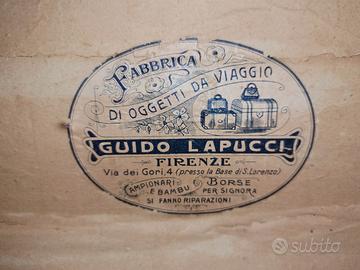 FABBRICA
DI OGGETTI DA VIAGGIO
GUIDO LAPUCCI
FIRENZE
Via dei Gori, 4 (presso la Base di S. Lorenzo)
CAMPIONARI E BAMBU BORSE PER SIGNORA
SI FANNO RIPARAZIONI
subito